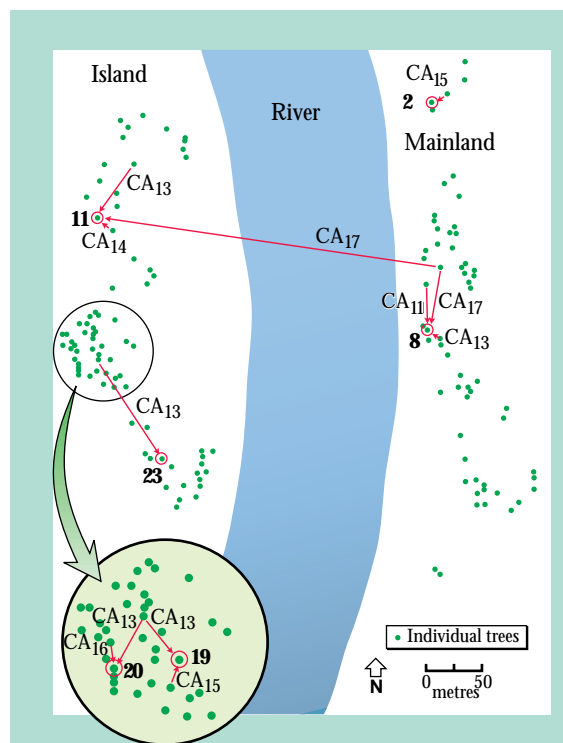 Island
CA15
2
River
Mainland
CA13
11
CA14
CA17
CA11
CA17
8
CA13
CA13
23
CA13
CA13
CA16
19
20
CA15
Individual trees
N
0 50
metres